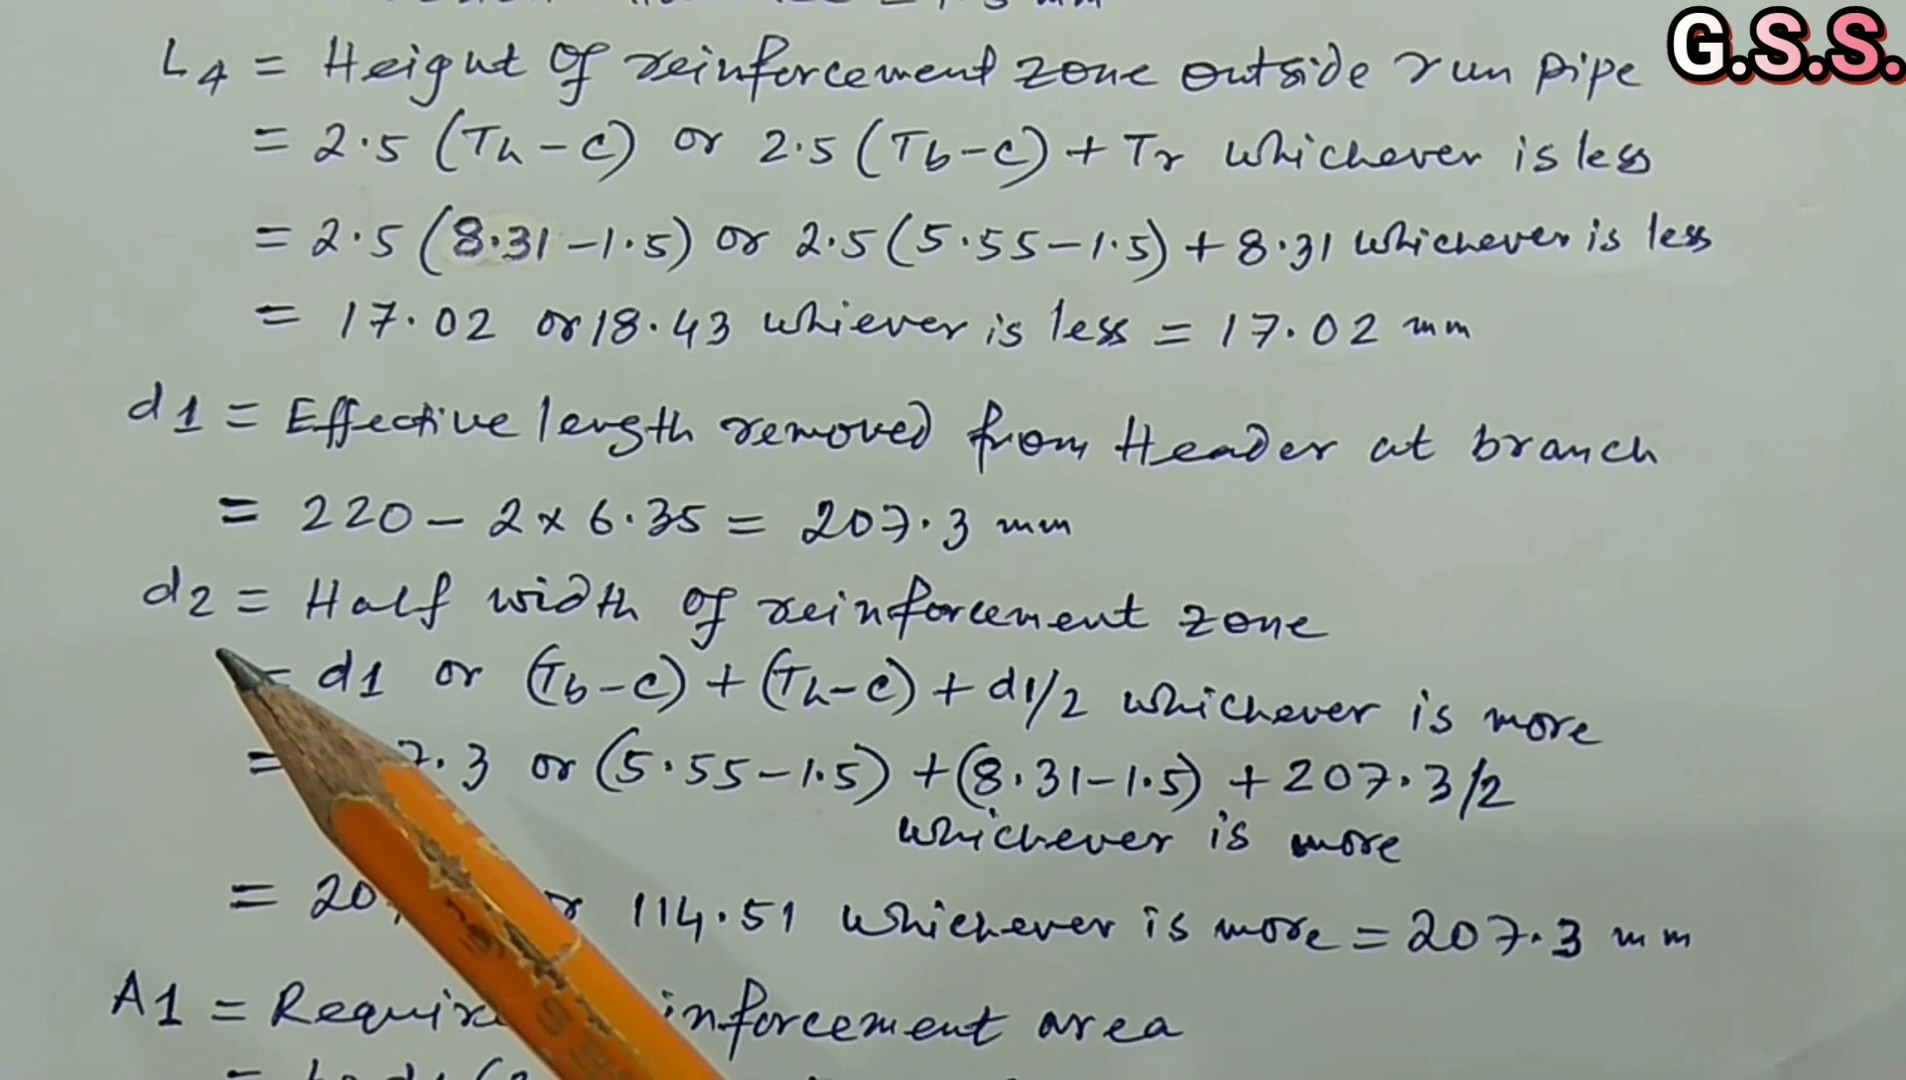 G.S.S.
L4 = Height of reinforcement zone outside run pipe
= 2.5 (Th-C) or 2.5 (Tb-C) + Tr whichever is less
= 2.5 (8.31-1.5) or 2.5 (5.55-1.5) + 8.31 whichever is less
= 17.02 or 18.43 whiever is less = 17.02 mm
d1 = Effective length removed from Header at branch
= 220 - 2 x 6.35 = 207.3 mm
d2 = Half width of reinforcement zone
= d1 or (Tb-C) + (Th-C) + d1/2 whichever is more
= 7.3 or (5.55-1.5) + (8.31-1.5) + 207.3/2
whichever is more
= 20 or 114.51 whichever is more = 207.3 mm
A1 = Requir inforcement area